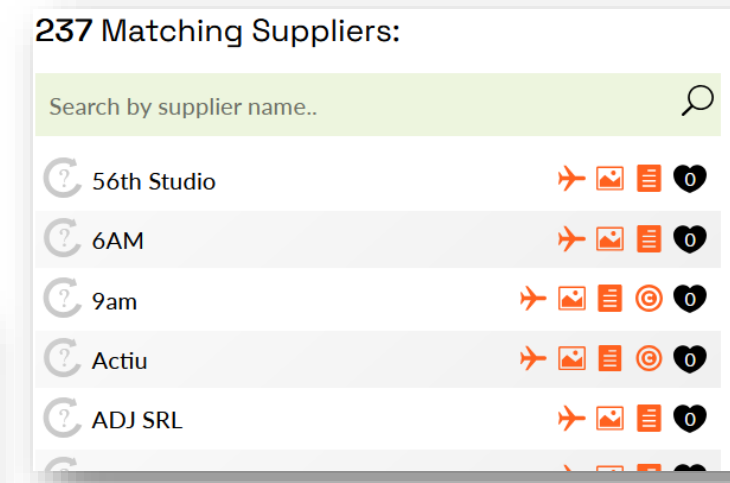 237 Matching Suppliers:
Search by supplier name..
? 56th Studio 0
? 6AM 0
? 9am © 0
? Actiu © 0
? ADJ SRL 0